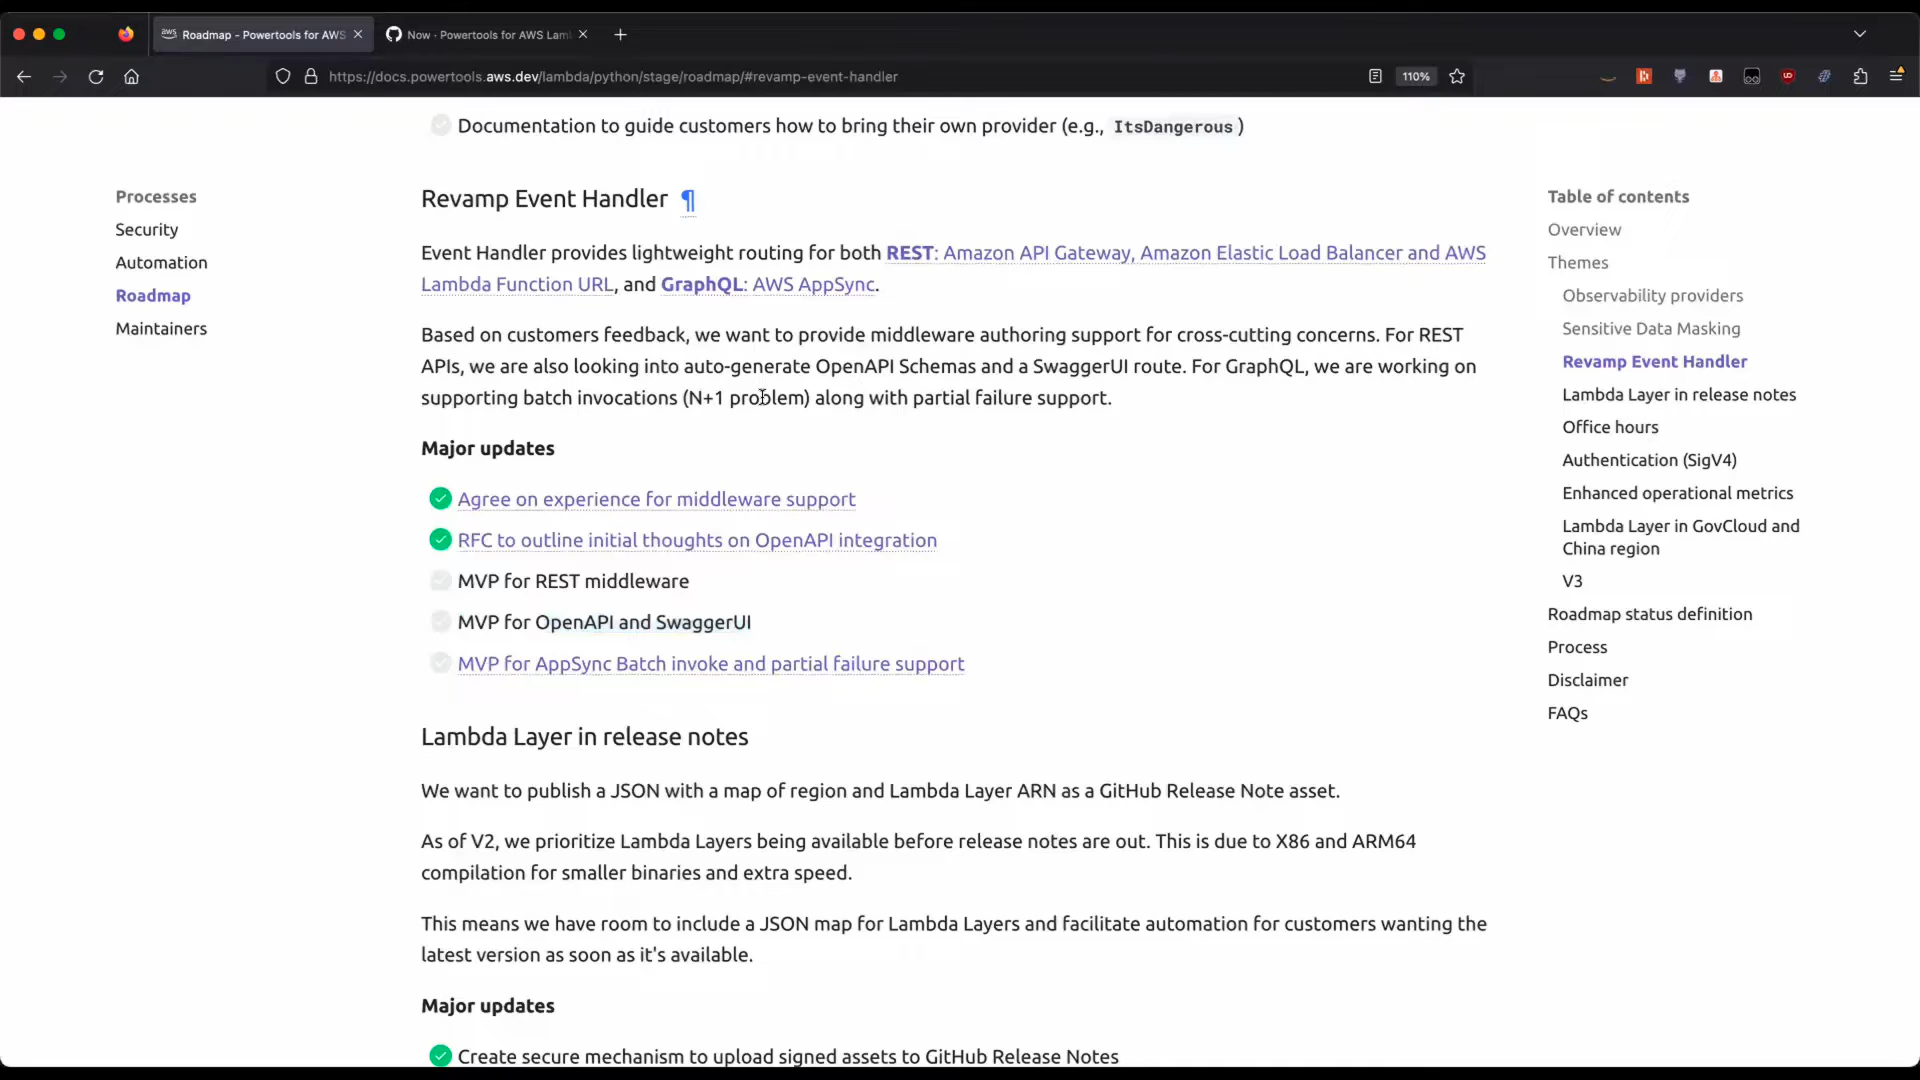 Roadmap - Powertools for AWS
Now · Powertools for AWS Lam
https://docs.powertools.aws.dev/lambda/python/stage/roadmap/#revamp-event-handler
110%
Documentation to guide customers how to bring their own provider (e.g., ItsDangerous)
Processes
Security
Automation
Roadmap
Maintainers
Revamp Event Handler ¶
Event Handler provides lightweight routing for both REST: Amazon API Gateway, Amazon Elastic Load Balancer and AWS
Lambda Function URL, and GraphQL: AWS AppSync.
Based on customers feedback, we want to provide middleware authoring support for cross-cutting concerns. For REST
APIs, we are also looking into auto-generate OpenAPI Schemas and a SwaggerUI route. For GraphQL, we are working on
supporting batch invocations (N+1 problem) along with partial failure support.
Major updates
Agree on experience for middleware support
RFC to outline initial thoughts on OpenAPI integration
MVP for REST middleware
MVP for OpenAPI and SwaggerUI
MVP for AppSync Batch invoke and partial failure support
Lambda Layer in release notes
We want to publish a JSON with a map of region and Lambda Layer ARN as a GitHub Release Note asset.
As of V2, we prioritize Lambda Layers being available before release notes are out. This is due to X86 and ARM64
compilation for smaller binaries and extra speed.
This means we have room to include a JSON map for Lambda Layers and facilitate automation for customers wanting the
latest version as soon as it's available.
Major updates
Create secure mechanism to upload signed assets to GitHub Release Notes
Table of contents
Overview
Themes
Observability providers
Sensitive Data Masking
Revamp Event Handler
Lambda Layer in release notes
Office hours
Authentication (SigV4)
Enhanced operational metrics
Lambda Layer in GovCloud and
China region
V3
Roadmap status definition
Process
Disclaimer
FAQs